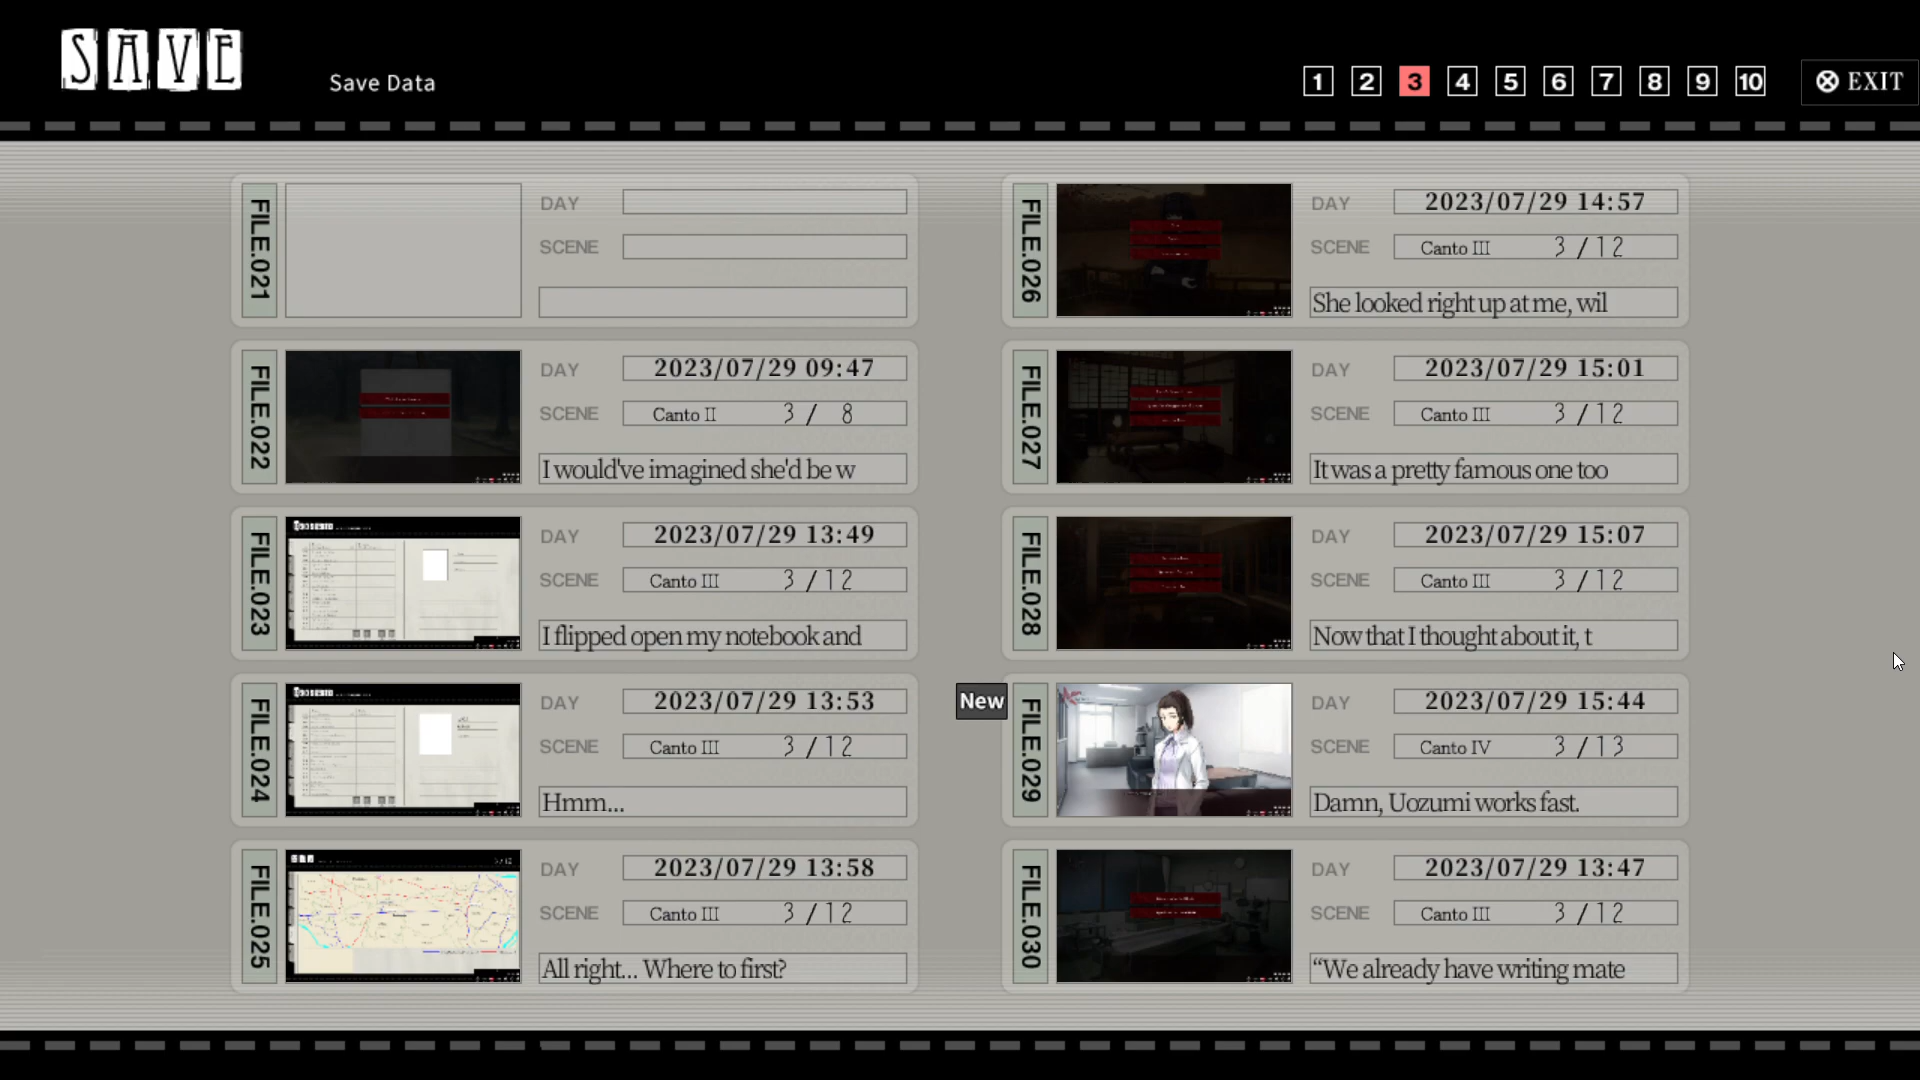 SAVE
Save Data
1 2 3 4 5 6 7 8 9 10
EXIT
FILE.021
DAY
SCENE
FILE.022
DAY 2023/07/29 09:47
SCENE Canto II 3 / 8
I would've imagined she'd be w
FILE.023
DAY 2023/07/29 13:49
SCENE Canto III 3 / 12
I flipped open my notebook and
FILE.024
DAY 2023/07/29 13:53
SCENE Canto III 3 / 12
Hmm...
FILE.025
DAY 2023/07/29 13:58
SCENE Canto III 3 / 12
All right... Where to first?
FILE.026
DAY 2023/07/29 14:57
SCENE Canto III 3 / 12
She looked right up at me, wil
FILE.027
DAY 2023/07/29 15:01
SCENE Canto III 3 / 12
It was a pretty famous one too
FILE.028
DAY 2023/07/29 15:07
SCENE Canto III 3 / 12
Now that I thought about it, t
New
FILE.029
DAY 2023/07/29 15:44
SCENE Canto IV 3 / 13
Damn, Uozumi works fast.
FILE.030
DAY 2023/07/29 13:47
SCENE Canto III 3 / 12
“We already have writing mate